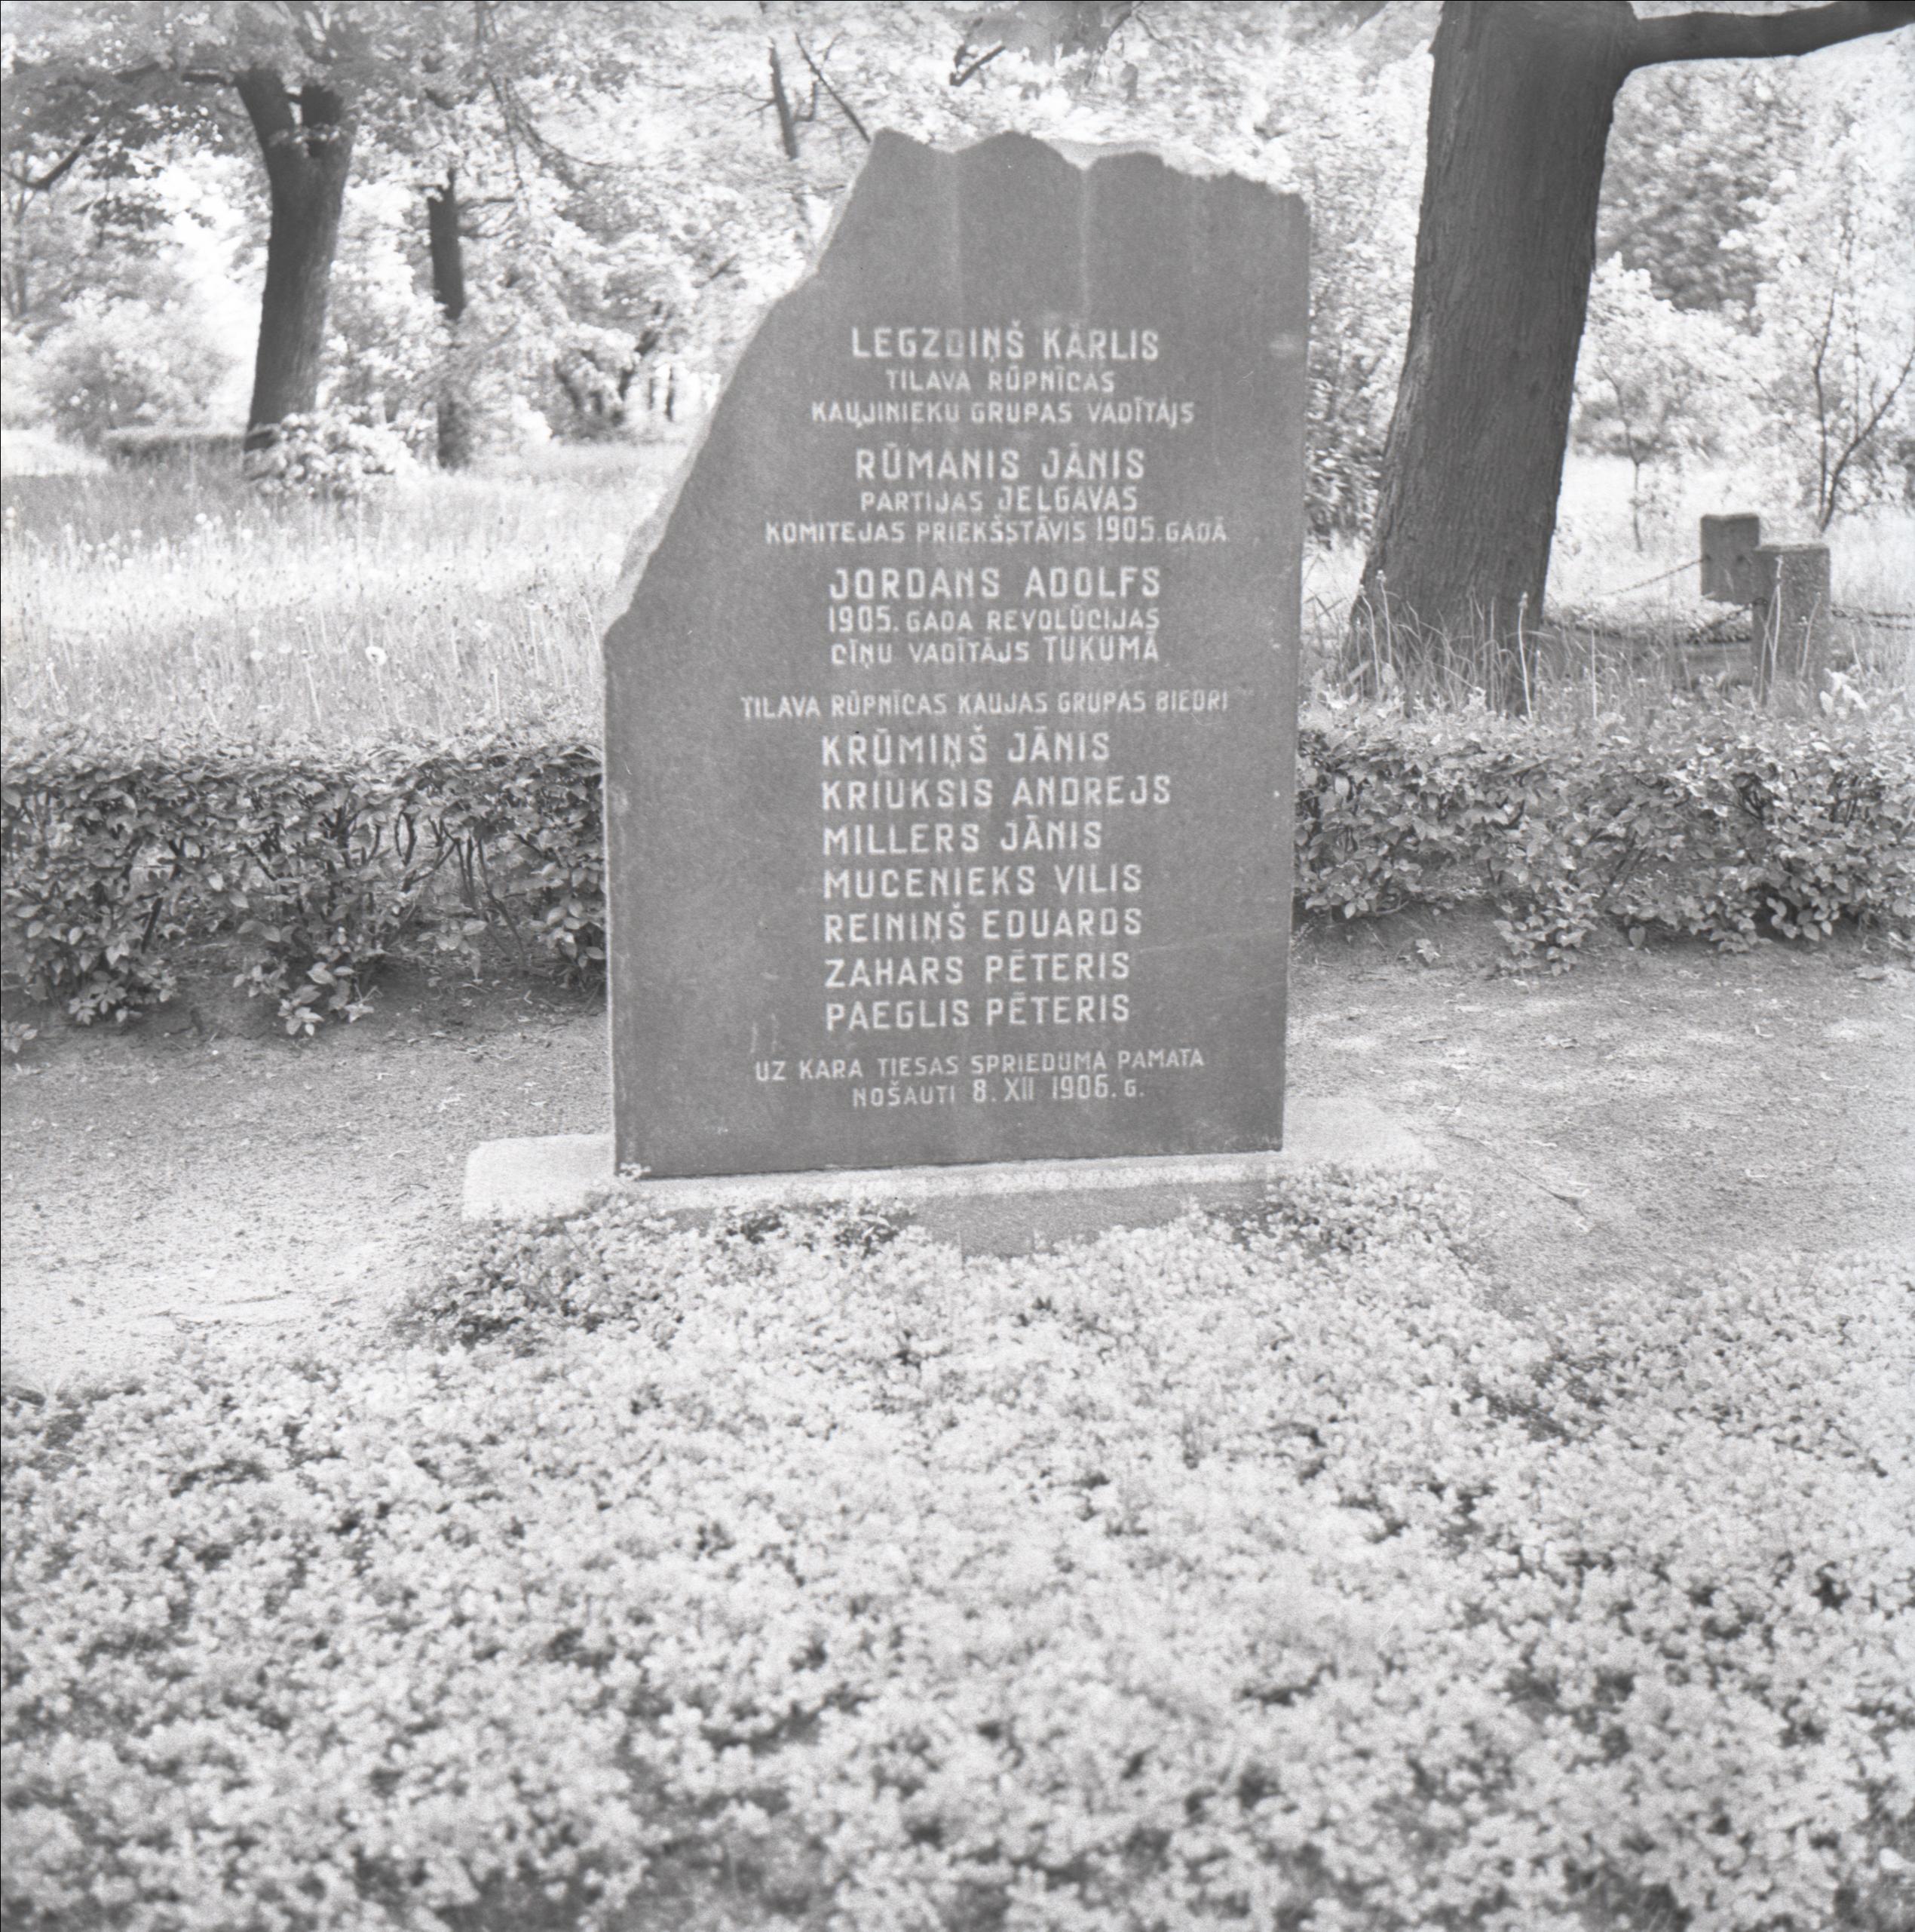 LEGZDIŅŠ KĀRLIS
TILAVA RŪPNĪCAS
KAUJINIEKU GRUPAS VADĪTĀJS
RŪMANIS JĀNIS
PARTIJAS JELGAVAS
KOMITEJAS PRIEKŠSTĀVIS 1905. GADĀ
JORDANS ADOLFS
1905. GADA REVOLŪCIJAS
CĪŅU VADĪTĀJS TUKUMĀ
TILAVA RŪPNĪCAS KAUJAS GRUPAS BIEDRI
KRŪMIŅŠ JĀNIS
KRIUKSIS ANDREJS
MILLERS JĀNIS
MUCENIEKS VILIS
REINIŅŠ EDUARDS
ZAHARS PĒTERIS
PAEGLIS PĒTERIS
UZ KARA TIESAS SPRIEDUMA PAMATA
NOŠAUTI 8. XII 1906. G.